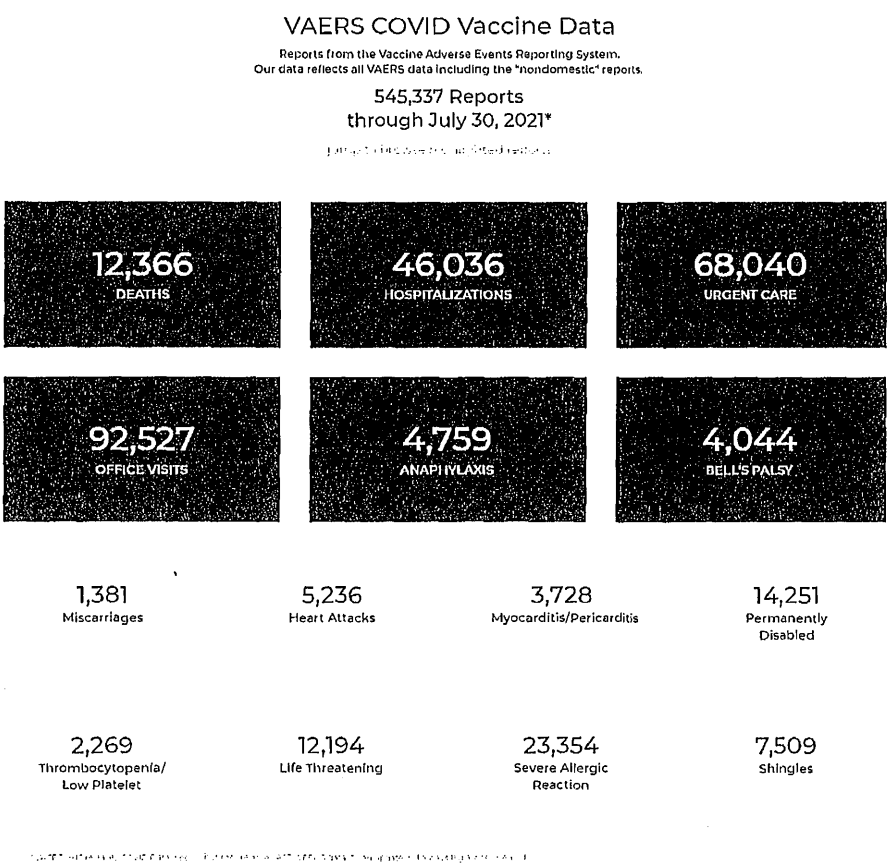 VAERS COVID Vaccine Data
Reports from the Vaccine Adverse Events Reporting System.
Our data reflects all VAERS data including the "nondomestic" reports.
545,337 Reports
through July 30, 2021*
12,366
DEATHS
46,036
HOSPITALIZATIONS
68,040
URGENT CARE
92,527
OFFICE VISITS
4,759
ANAPHYLAXIS
4,044
BELL'S PALSY
1,381
Miscarriages
5,236
Heart Attacks
3,728
Myocarditis/Pericarditis
14,251
Permanently
Disabled
2,269
Thrombocytopenia/
Low Platelet
12,194
Life Threatening
23,354
Severe Allergic
Reaction
7,509
Shingles